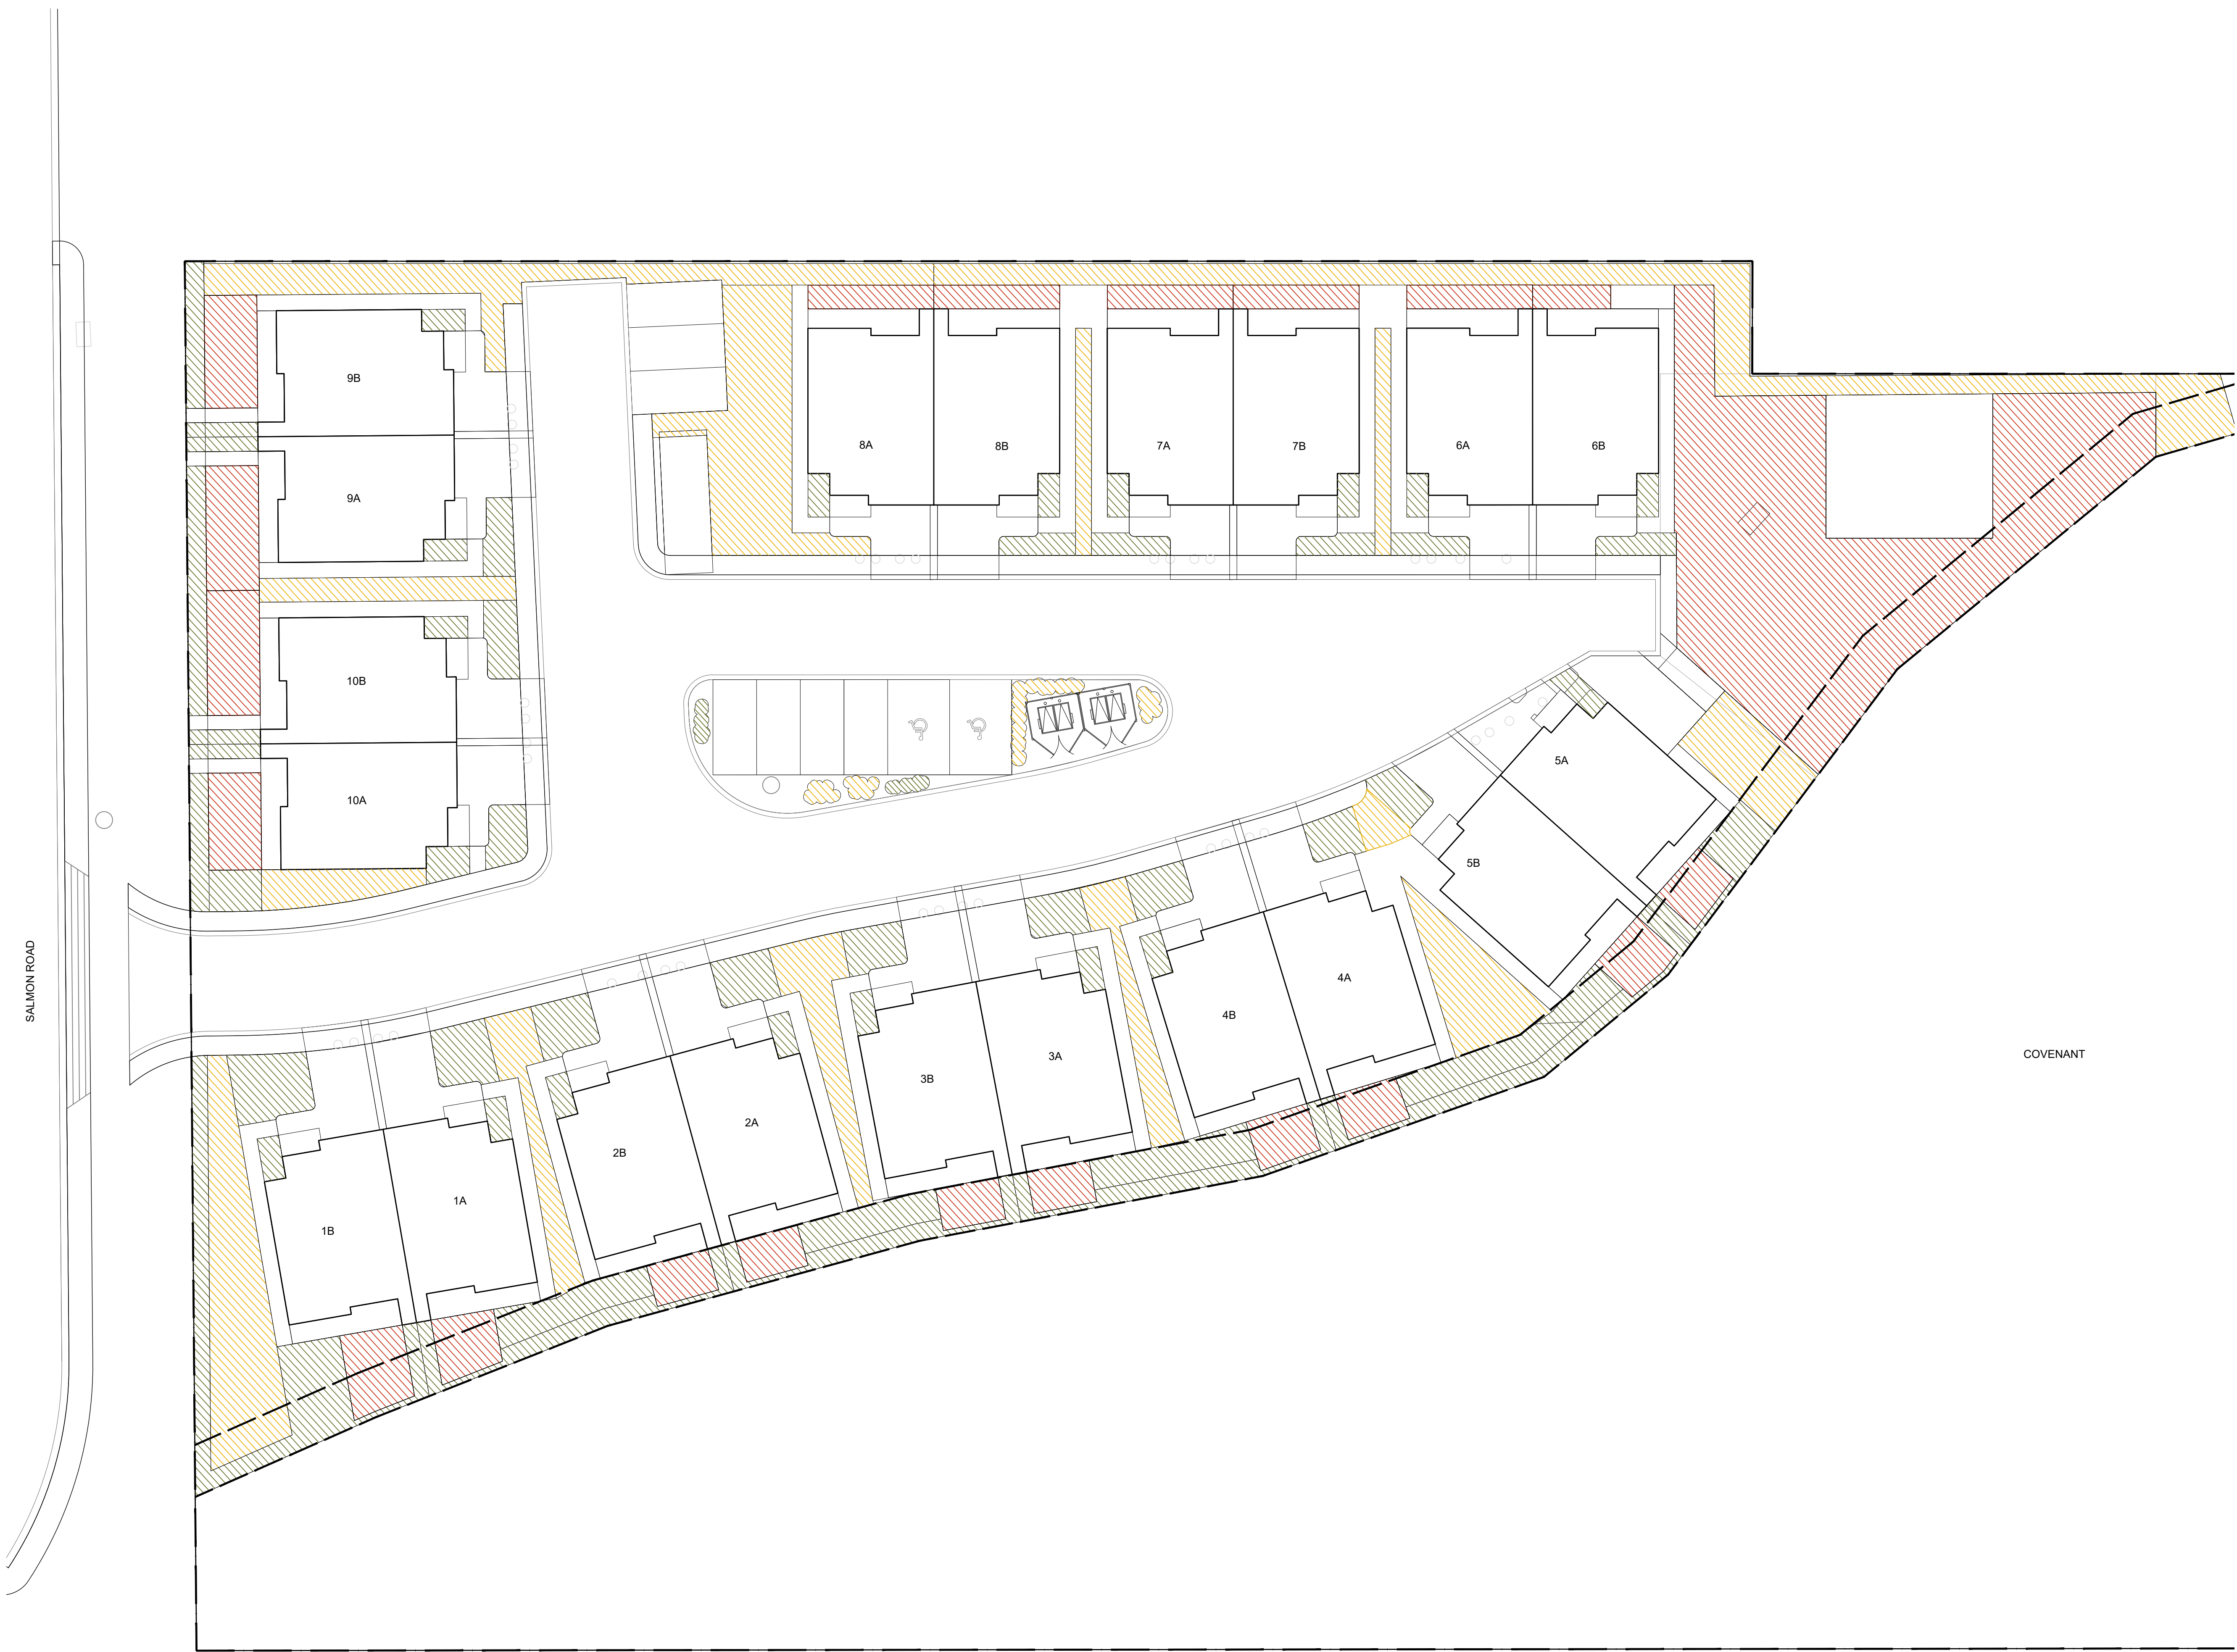 9B
8A
8B
7A
7B
6A
6B
9A
10B
10A
5A
5B
SALMON ROAD
4A
4B
COVENANT
3A
3B
2A
2B
1A
1B